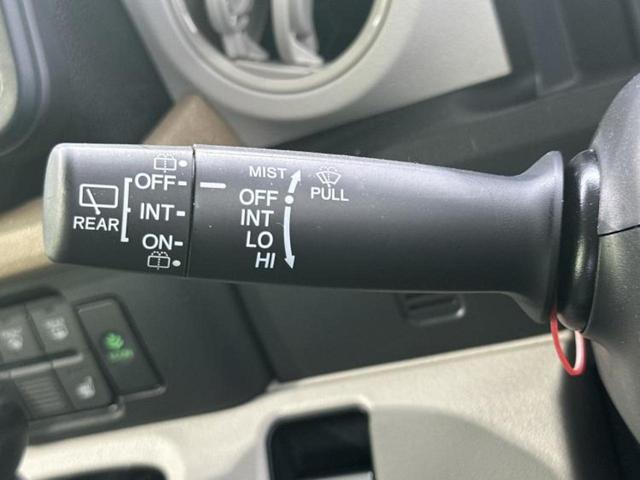 REAR
OFF
INT
ON
MIST
OFF
INT
LO
HI
PULL